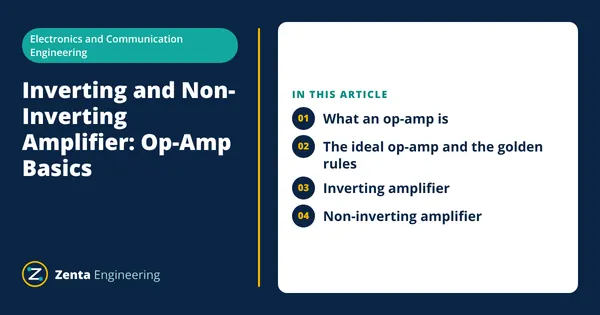 Electronics and Communication
Engineering
Inverting and Non-
Inverting
Amplifier: Op-Amp
Basics
Zenta Engineering
IN THIS ARTICLE
01 What an op-amp is
02 The ideal op-amp and the golden
rules
03 Inverting amplifier
04 Non-inverting amplifier